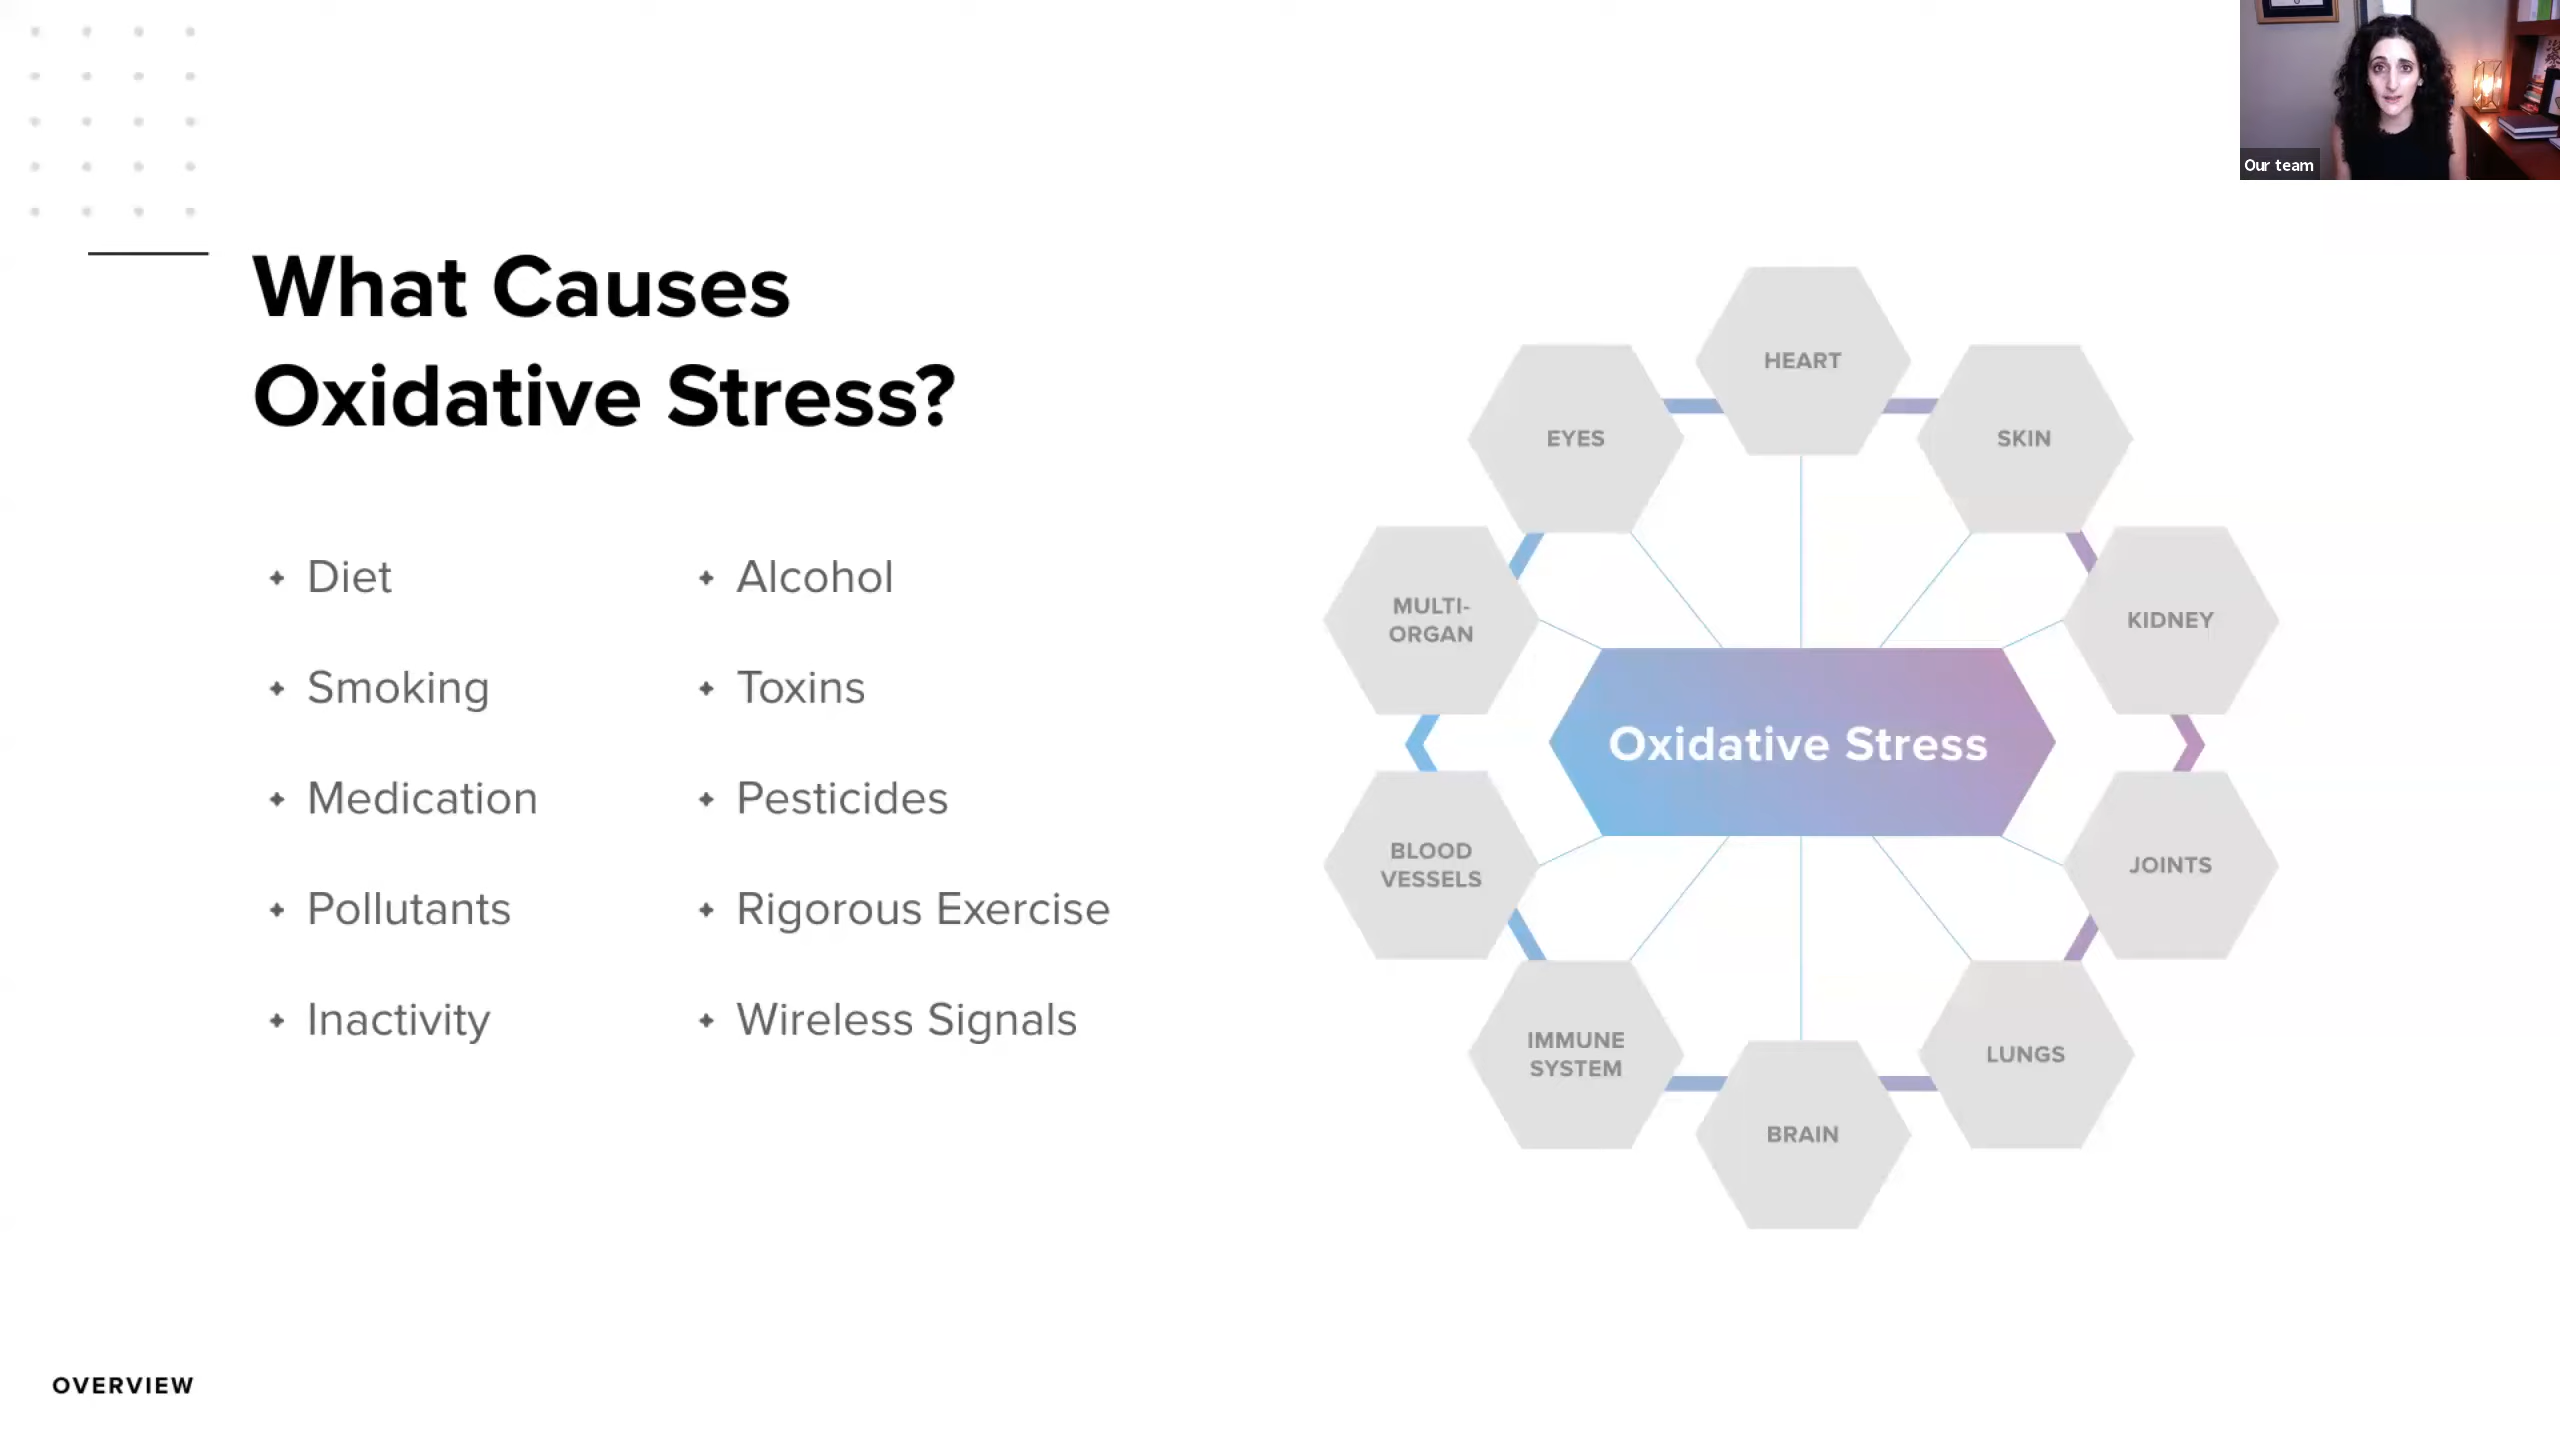 Our team
What Causes
Oxidative Stress?
Diet
Smoking
Medication
Pollutants
Inactivity
Alcohol
Toxins
Pesticides
Rigorous Exercise
Wireless Signals
HEART
SKIN
KIDNEY
JOINTS
LUNGS
BRAIN
IMMUNE
SYSTEM
BLOOD
VESSELS
MULTI-
ORGAN
EYES
Oxidative Stress
OVERVIEW